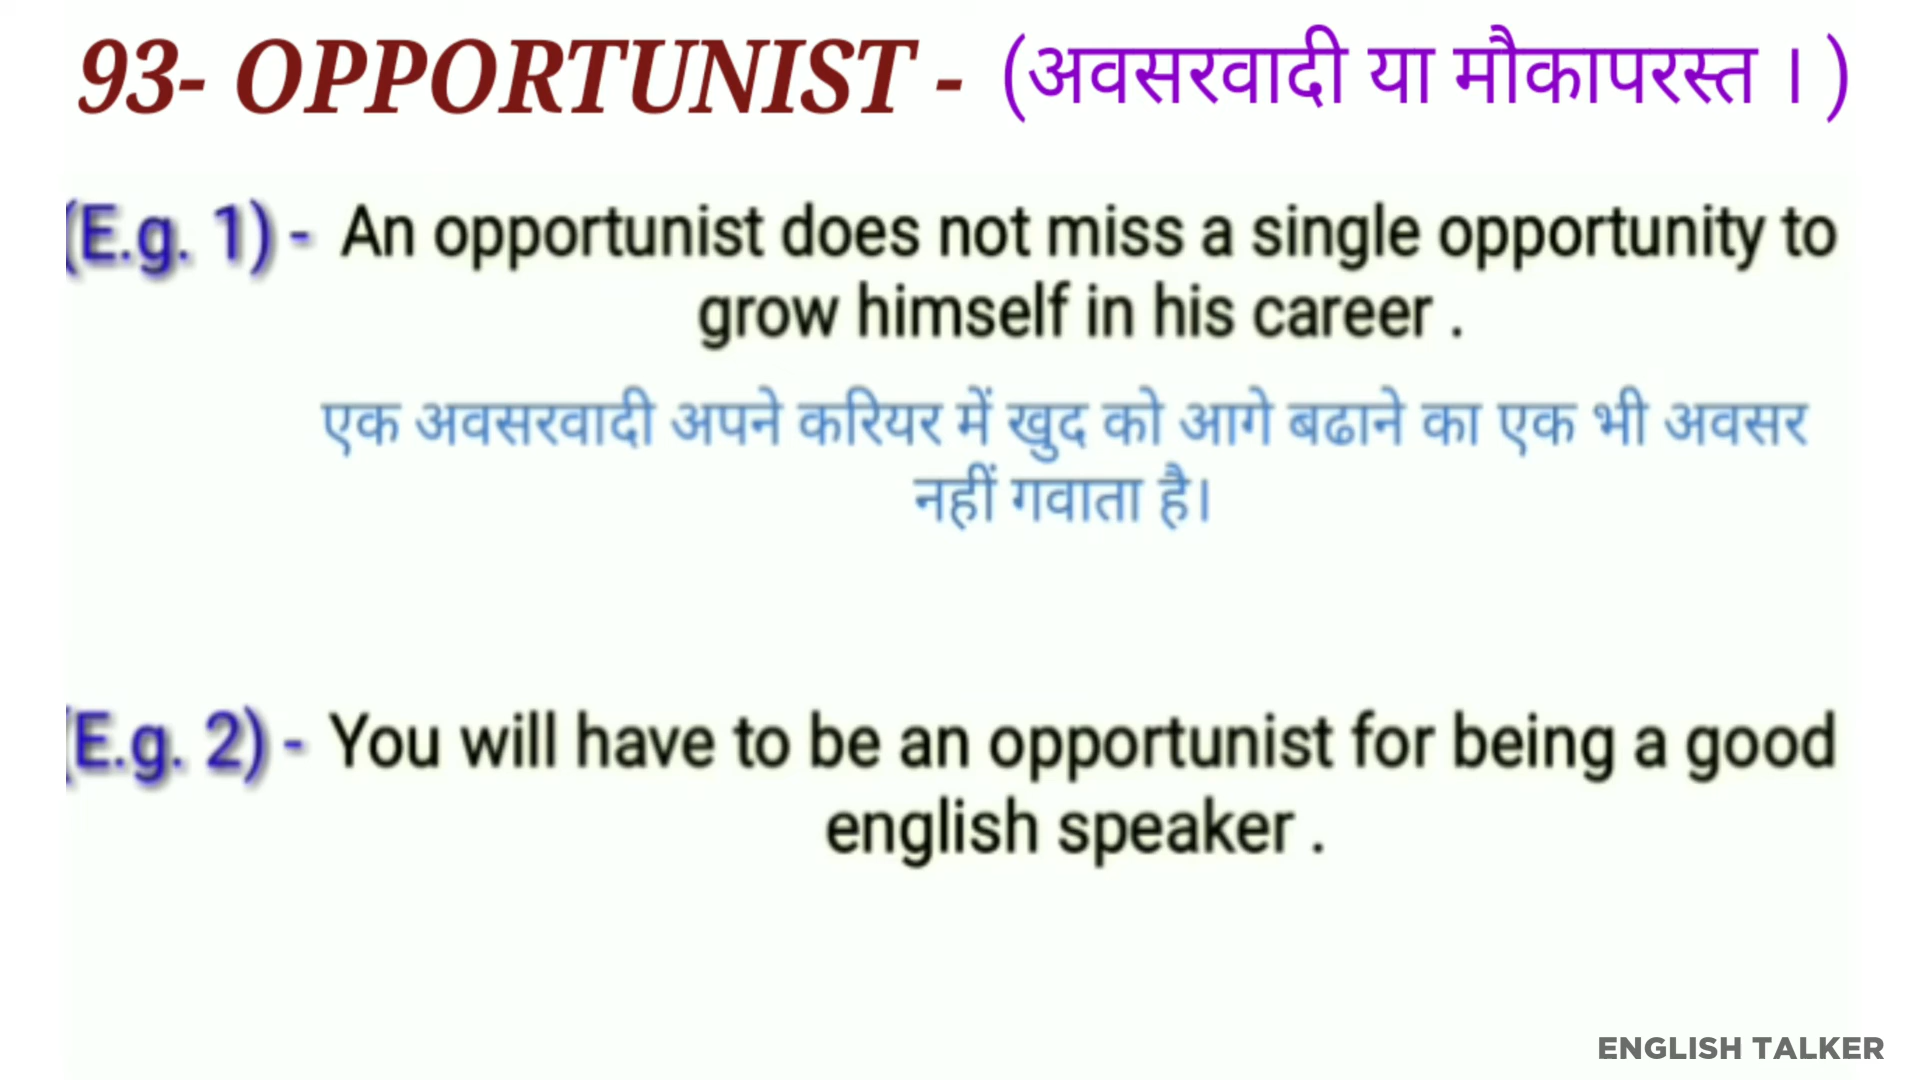 93- OPPORTUNIST - (अवसरवादी या मौकापरस्त । )
(E.g. 1) - An opportunist does not miss a single opportunity to
grow himself in his career .
एक अवसरवादी अपने करियर में खुद को आगे बढाने का एक भी अवसर
नहीं गवाता है।
(E.g. 2) - You will have to be an opportunist for being a good
english speaker .
ENGLISH TALKER